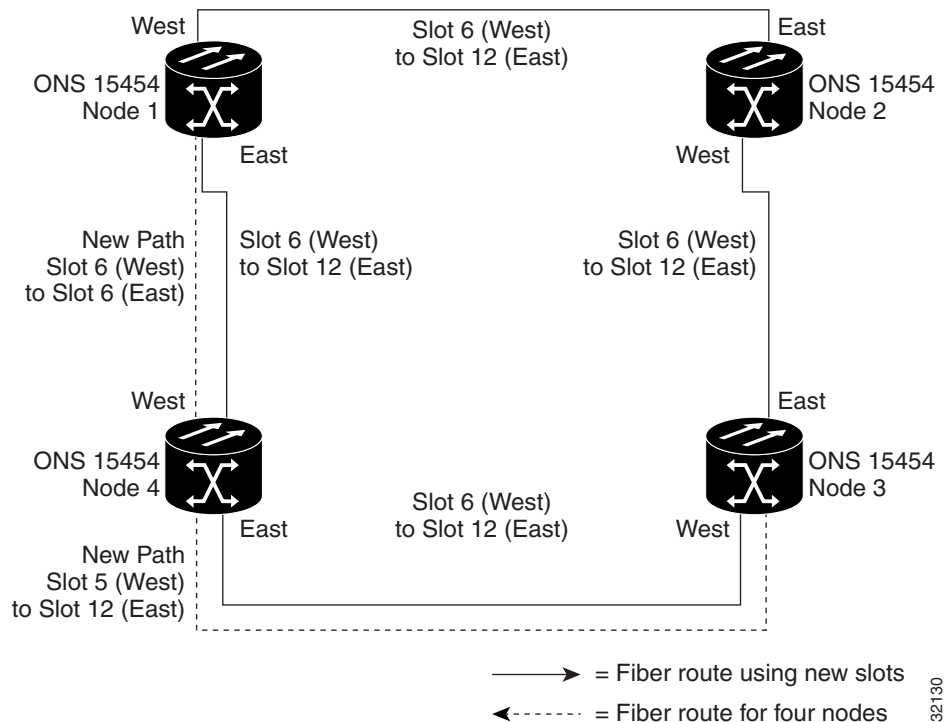 West
Slot 6 (West)
to Slot 12 (East)
East
ONS 15454
Node 1
ONS 15454
Node 2
East
West
New Path
Slot 6 (West)
to Slot 6 (East)
Slot 6 (West)
to Slot 12 (East)
Slot 6 (West)
to Slot 12 (East)
West
East
ONS 15454
Node 4
ONS 15454
Node 3
Slot 6 (West)
to Slot 12 (East)
East
West
New Path
Slot 5 (West)
to Slot 12 (East)
= Fiber route using new slots
= Fiber route for four nodes
32130